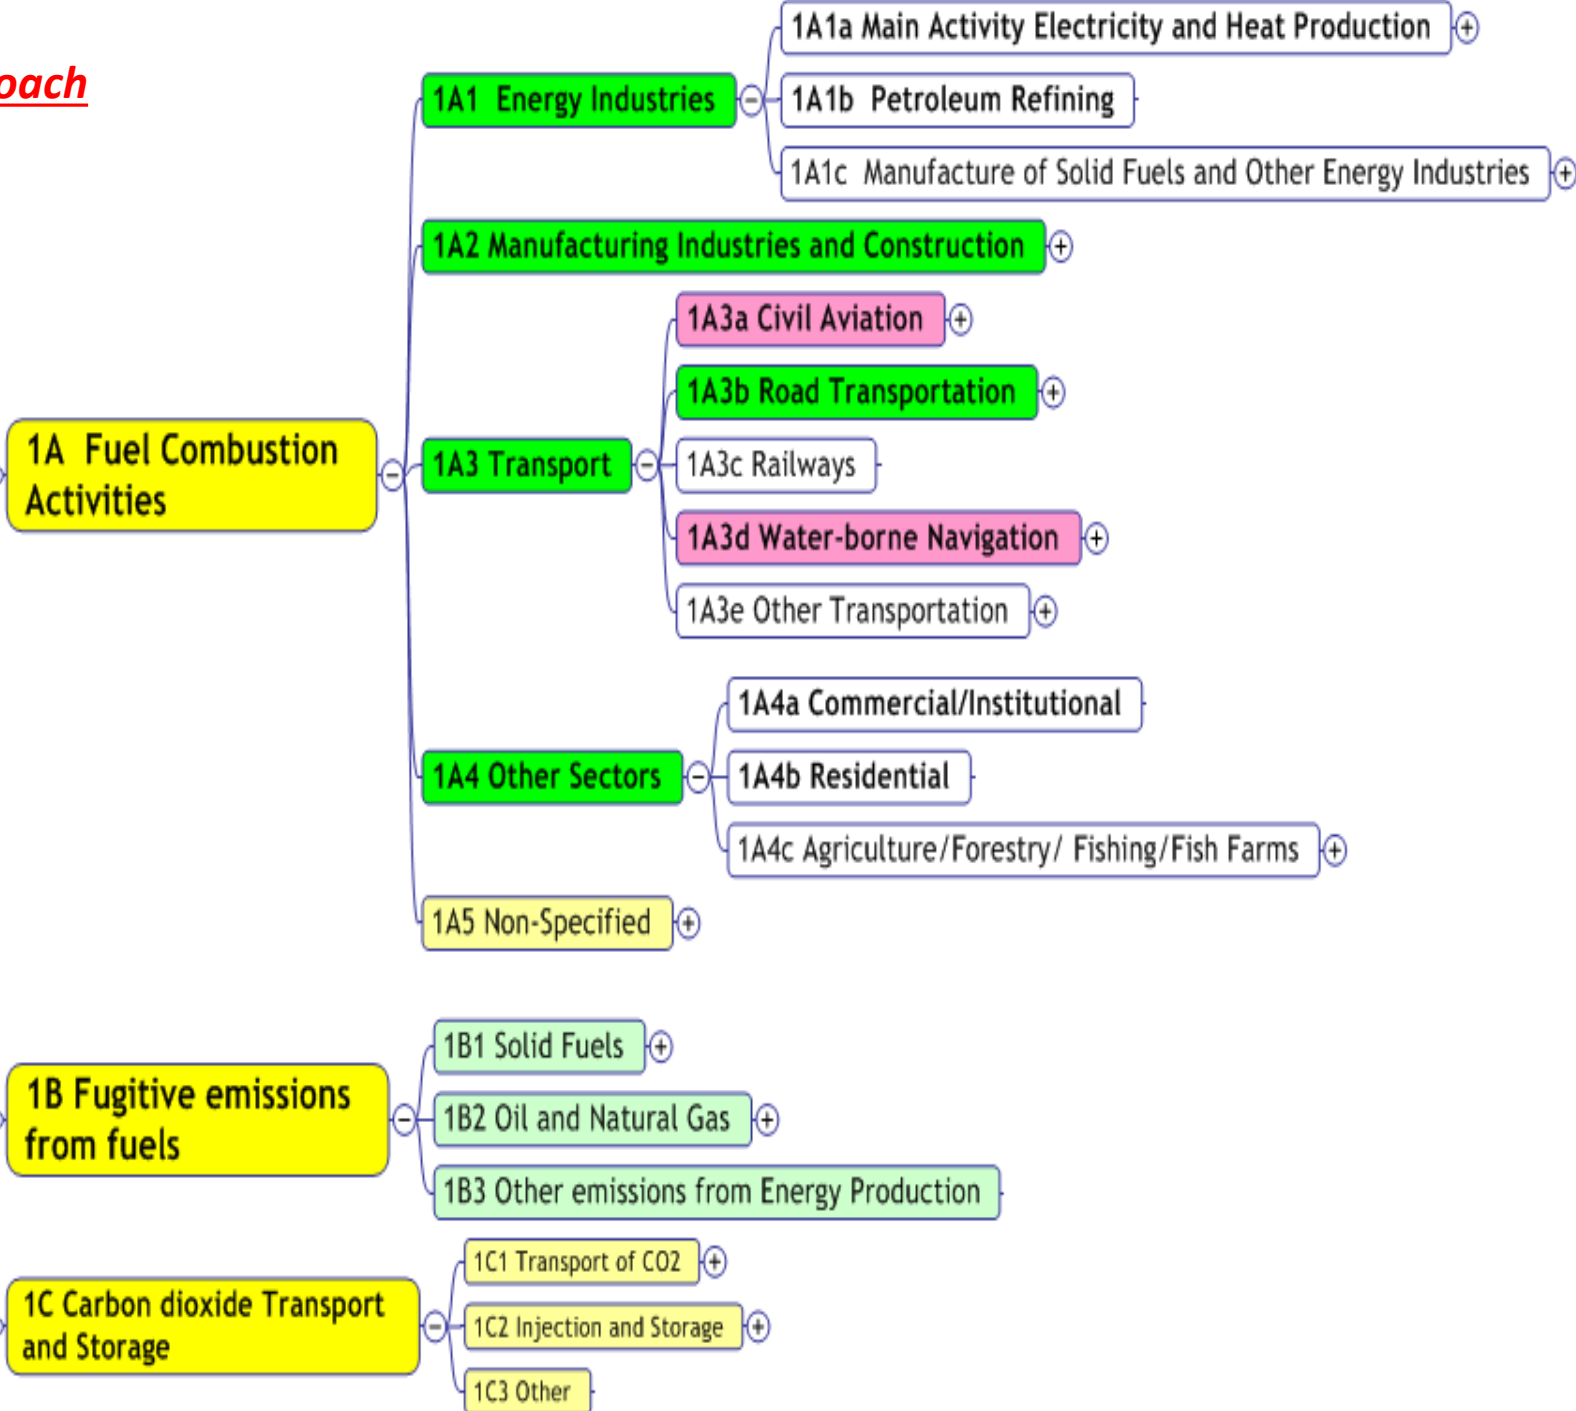 oach
1A1a Main Activity Electricity and Heat Production
1A1 Energy Industries
1A1b Petroleum Refining
1A1c Manufacture of Solid Fuels and Other Energy Industries
1A2 Manufacturing Industries and Construction
1A3a Civil Aviation
1A3b Road Transportation
1A Fuel Combustion
Activities
1A3 Transport
1A3c Railways
1A3d Water-borne Navigation
1A3e Other Transportation
1A4a Commercial/Institutional
1A4 Other Sectors
1A4b Residential
1A4c Agriculture/Forestry/ Fishing/Fish Farms
1A5 Non-Specified
1B1 Solid Fuels
1B Fugitive emissions
from fuels
1B2 Oil and Natural Gas
1B3 Other emissions from Energy Production
1C1 Transport of CO2
1C Carbon dioxide Transport
and Storage
1C2 Injection and Storage
1C3 Other